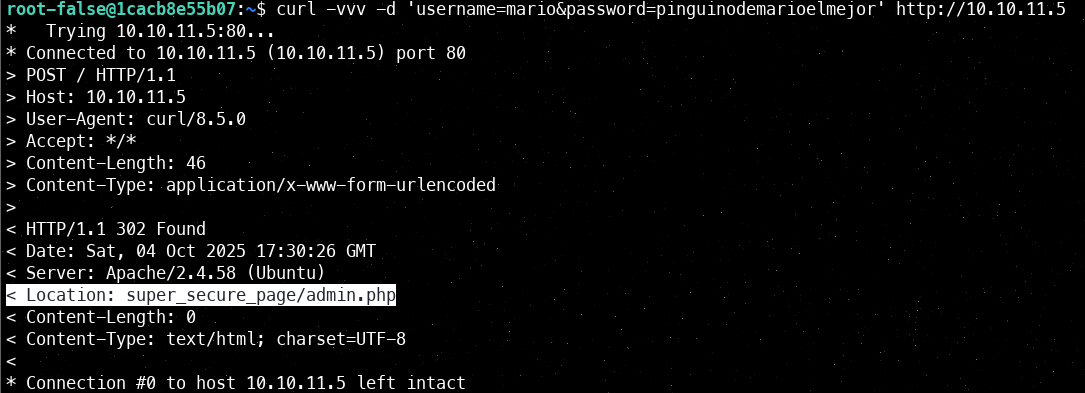 root-false@1cacb8e55b07:~$ curl -vvv -d 'username=mario&password=pinguinodemarioelmejor' http://10.10.11.5
*   Trying 10.10.11.5:80...
* Connected to 10.10.11.5 (10.10.11.5) port 80
> POST / HTTP/1.1
> Host: 10.10.11.5
> User-Agent: curl/8.5.0
> Accept: */*
> Content-Length: 46
> Content-Type: application/x-www-form-urlencoded
>
< HTTP/1.1 302 Found
< Date: Sat, 04 Oct 2025 17:30:26 GMT
< Server: Apache/2.4.58 (Ubuntu)
< Location: super_secure_page/admin.php
< Content-Length: 0
< Content-Type: text/html; charset=UTF-8
<
* Connection #0 to host 10.10.11.5 left intact